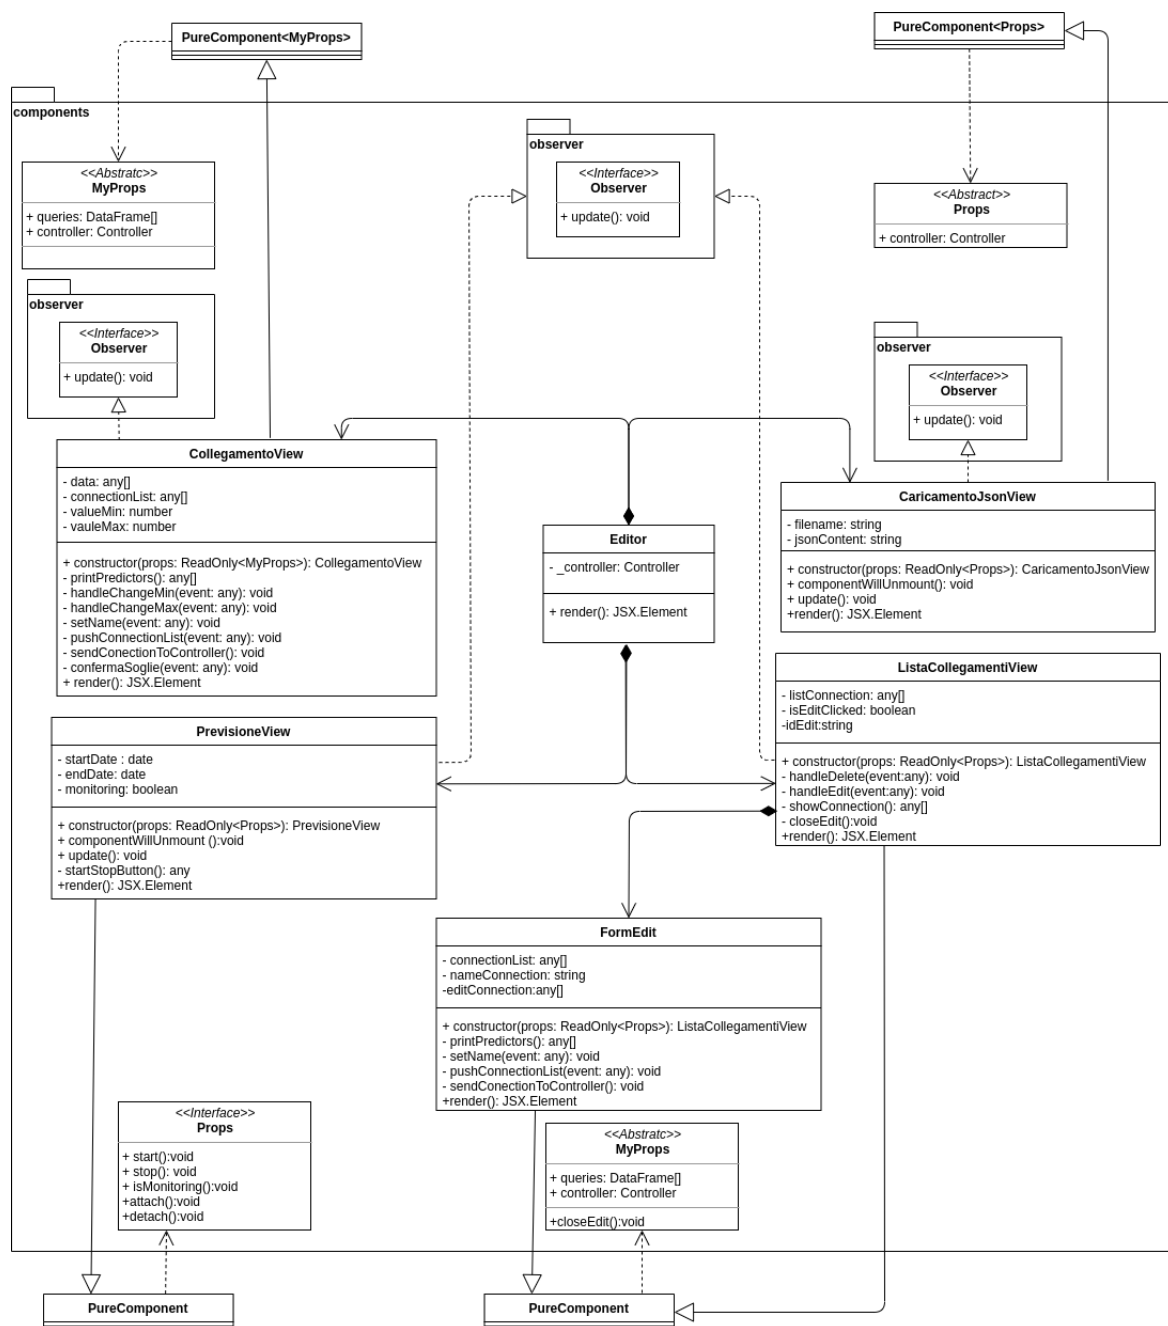 PureComponent<MyProps>
PureComponent<Props>
components
<<Abstratc>>
MyProps
+ queries: DataFrame[]
+ controller: Controller
observer
<<Interface>>
Observer
+ update(): void
<<Abstract>>
Props
+ controller: Controller
observer
<<Interface>>
Observer
+ update(): void
observer
<<Interface>>
Observer
+ update(): void
CollegamentoView
- data: any[]
- connectionList: any[]
- valueMin: number
- vauleMax: number
+ constructor(props: ReadOnly<MyProps>): CollegamentoView
- printPredictors(): any[]
- handleChangeMin(event: any): void
- handleChangeMax(event: any): void
- setName(event: any): void
- pushConnectionList(event: any): void
- sendConectionToController(): void
- confermaSoglie(event: any): void
+ render(): JSX.Element
Editor
- _controller: Controller
+ render(): JSX.Element
CaricamentoJsonView
- filename: string
- jsonContent: string
+ constructor(props: ReadOnly<Props>): CaricamentoJsonView
+ componentWillUnmount(): void
+ update(): void
+render(): JSX.Element
ListaCollegamentiView
- listConnection: any[]
- isEditClicked: boolean
-idEdit:string
+ constructor(props: ReadOnly<Props>): ListaCollegamentiView
- handleDelete(event:any): void
- handleEdit(event:any): void
- showConnection(): any[]
- closeEdit():void
+render(): JSX.Element
PrevisioneView
- startDate : date
- endDate: date
- monitoring: boolean
+ constructor(props: ReadOnly<Props>): PrevisioneView
+ componentWillUnmount ():void
+ update(): void
- startStopButton(): any
+render(): JSX.Element
FormEdit
- connectionList: any[]
- nameConnection: string
-editConnection:any[]
+ constructor(props: ReadOnly<Props>): ListaCollegamentiView
- printPredictors(): any[]
- setName(event: any): void
- pushConnectionList(event: any): void
- sendConectionToController(): void
+render(): JSX.Element
<<Interface>>
Props
+ start():void
+ stop(): void
+ isMonitoring():void
+attach():void
+detach():void
<<Abstratc>>
MyProps
+ queries: DataFrame[]
+ controller: Controller
+closeEdit():void
PureComponent
PureComponent